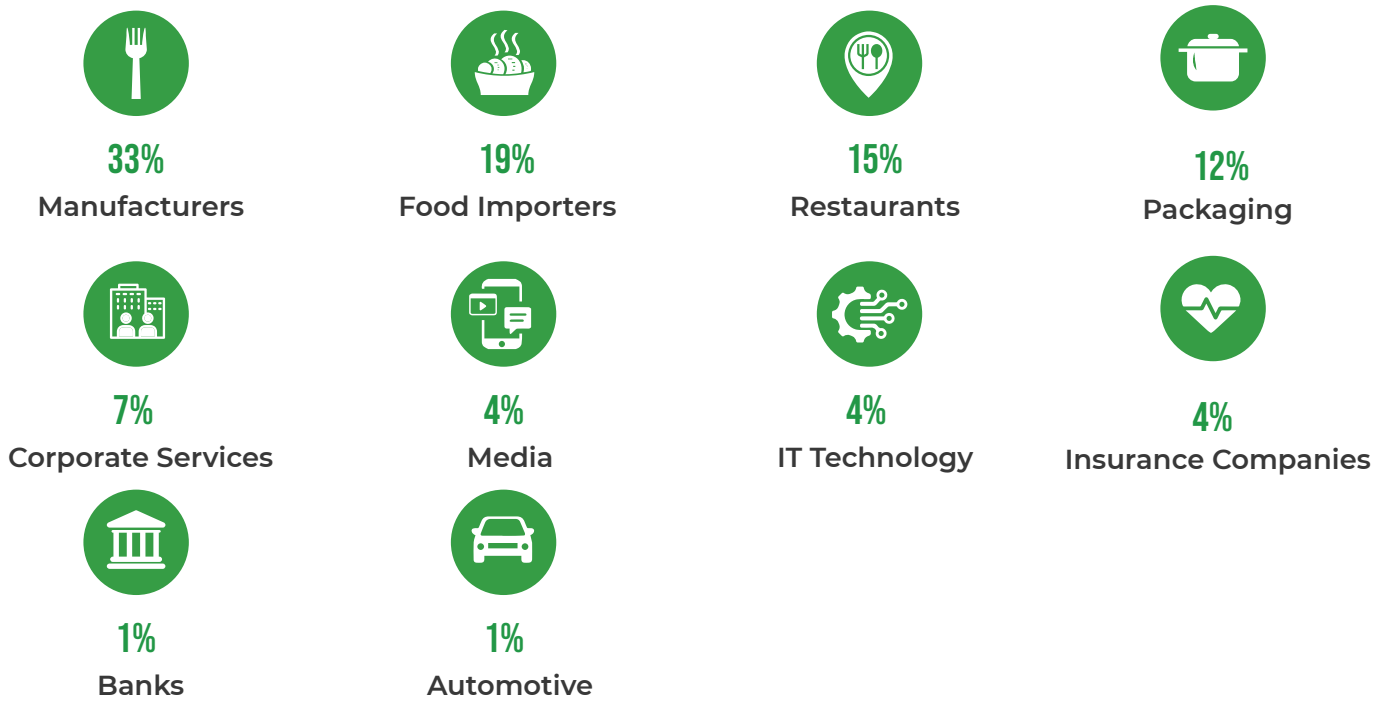 33%
Manufacturers
19%
Food Importers
15%
Restaurants
12%
Packaging
7%
Corporate Services
4%
Media
4%
IT Technology
4%
Insurance Companies
1%
Banks
1%
Automotive